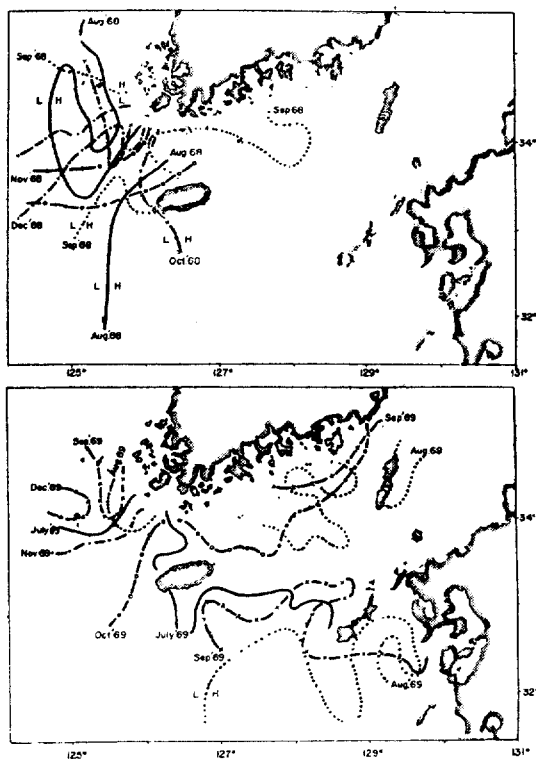 Aug 68
Sep '68
L H
H
L
Sep 68
Aug 68
34°
Nov 68
Dec '68
L H
Sep '68
L H
Oct '60
L H
Aug 68
32°
125° 127° 129° 131°
Sep '69
Sep '69
Aug 69
Dec '69
34°
July 69
Nov 69
Oct '69
July '69
Sep '69
Aug '69
L H
32°
125° 127° 129° 131°